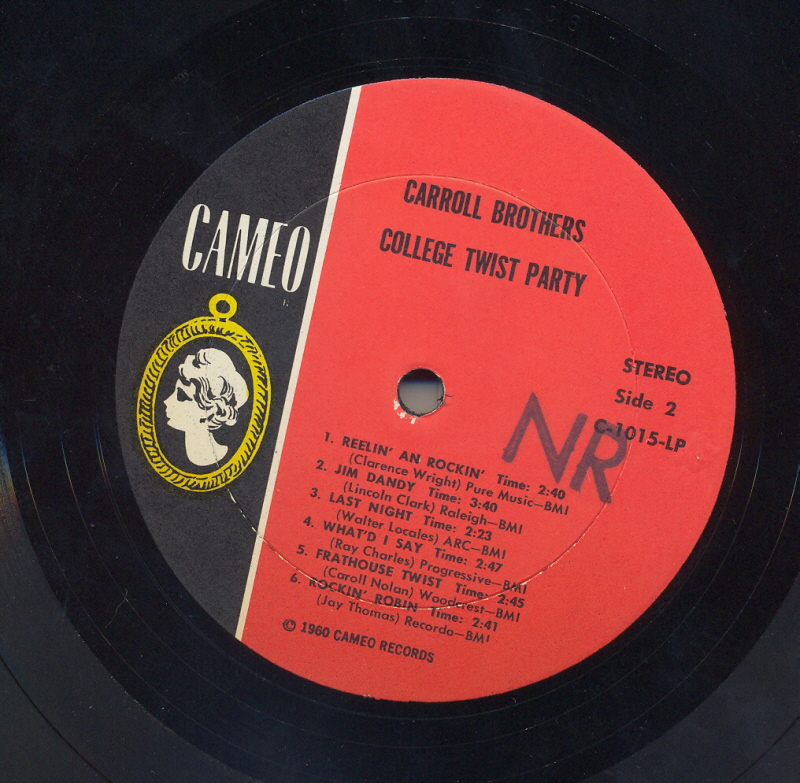 CAMEO
CARROLL BROTHERS
COLLEGE TWIST PARTY
STEREO
Side 2
C-1015-LP
NR
1. REELIN' AN ROCKIN' Time: 2:40
(Clarence Wright) Pure Music—BMI
2. JIM DANDY Time: 3:40
(Lincoln Clark) Raleigh—BMI
3. LAST NIGHT Time: 2:23
(Walter Locales) ARC—BMI
4. WHAT'D I SAY Time: 2:47
(Ray Charles) Progressive—BMI
5. FRATHOUSE TWIST Time: 2:45
(Caroll Nolan) Woodcrest—BMI
6. ROCKIN' ROBIN Time: 2:41
(Jay Thomas) Recordo—BMI
© 1960 CAMEO RECORDS